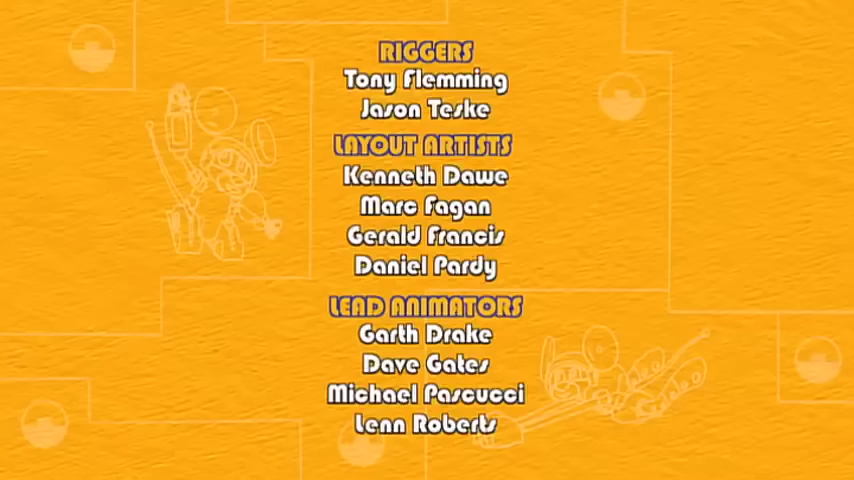 RIGGERS
Tony Flemming
Jason Teske
LAYOUT ARTISTS
Kenneth Dawe
Marc Fagan
Gerald Francis
Daniel Pardy
LEAD ANIMATORS
Garth Drake
Dave Gates
Michael Pascucci
Lenn Roberts